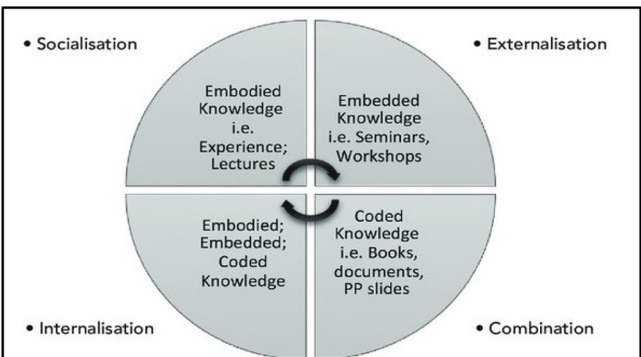 • Socialisation
• Externalisation
Embodied
Knowledge
i.e.
Experience;
Lectures
Embedded
Knowledge
i.e. Seminars,
Workshops
Embodied;
Embedded;
Coded
Knowledge
Coded
Knowledge
i.e. Books,
documents,
PP slides
• Internalisation
• Combination